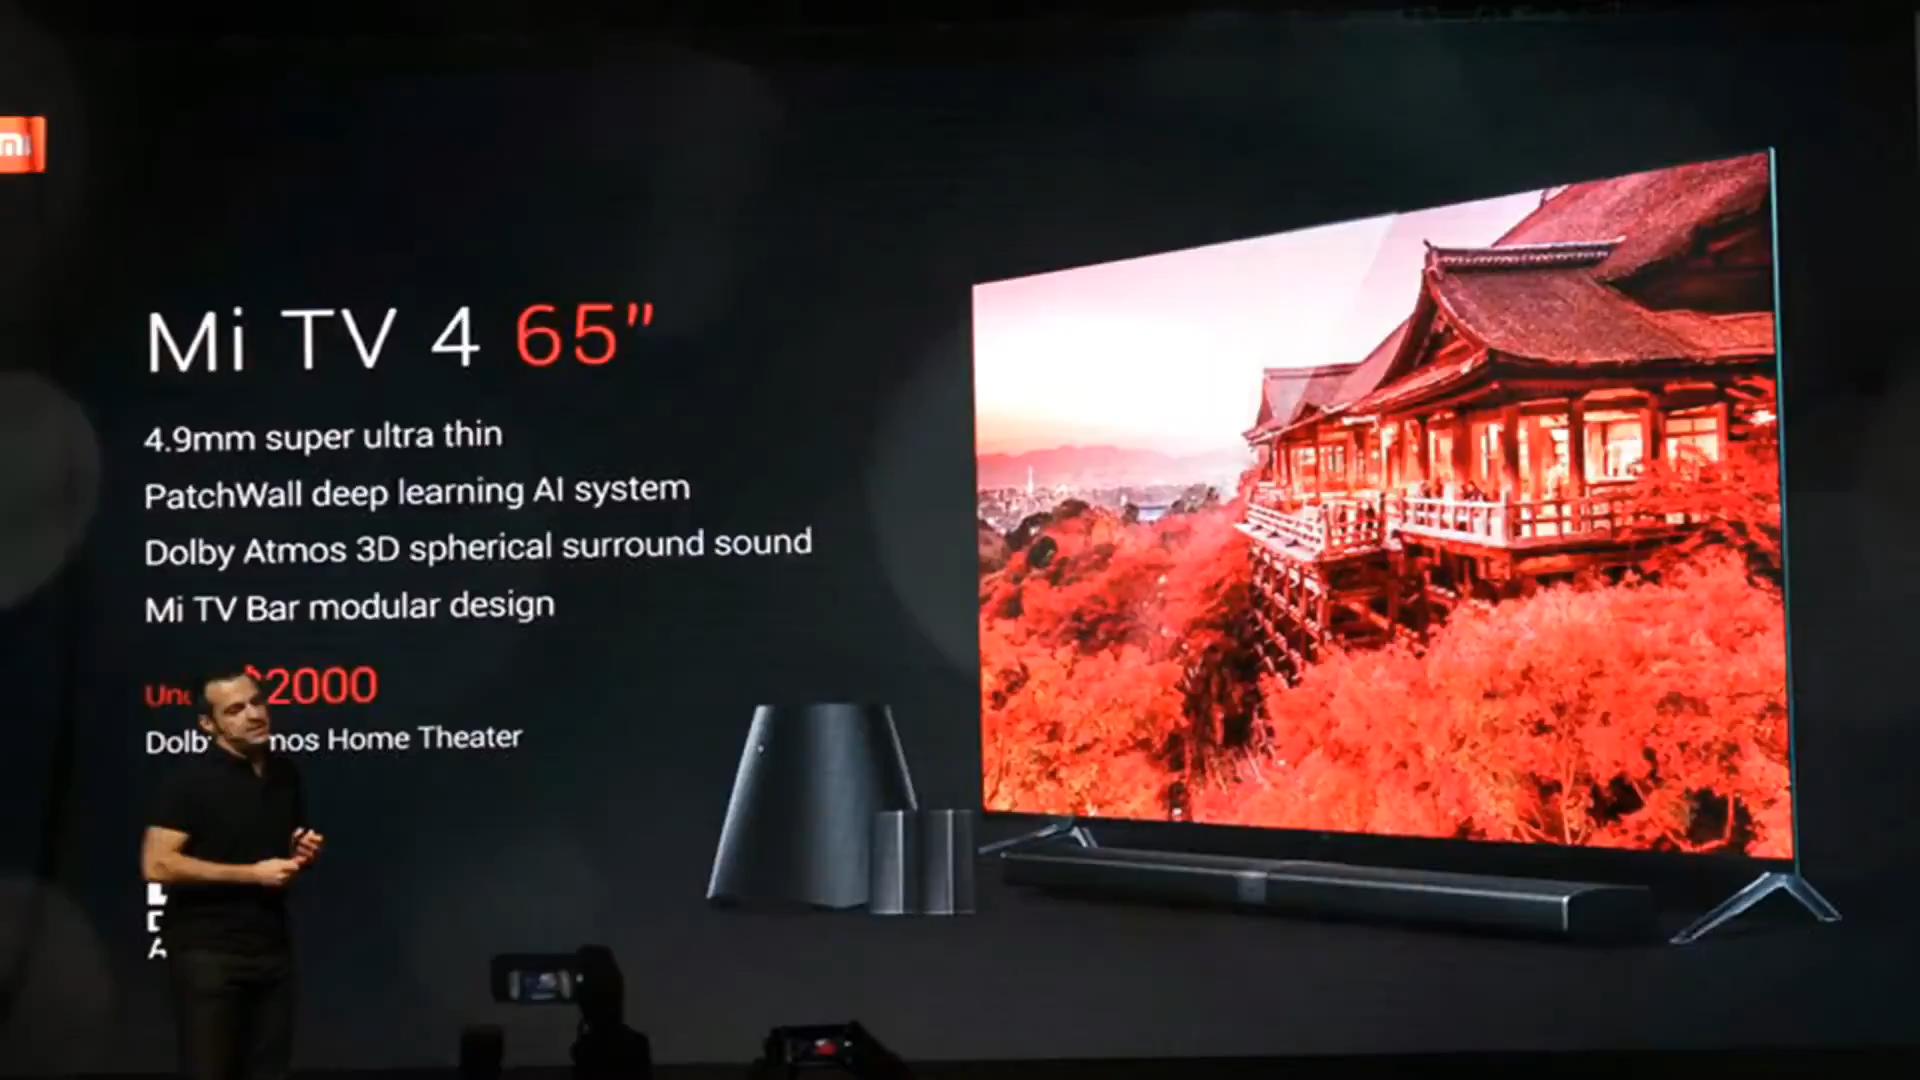 mi
Mi TV 4 65"
4.9mm super ultra thin
PatchWall deep learning AI system
Dolby Atmos 3D spherical surround sound
Mi TV Bar modular design
2000
Home Theater